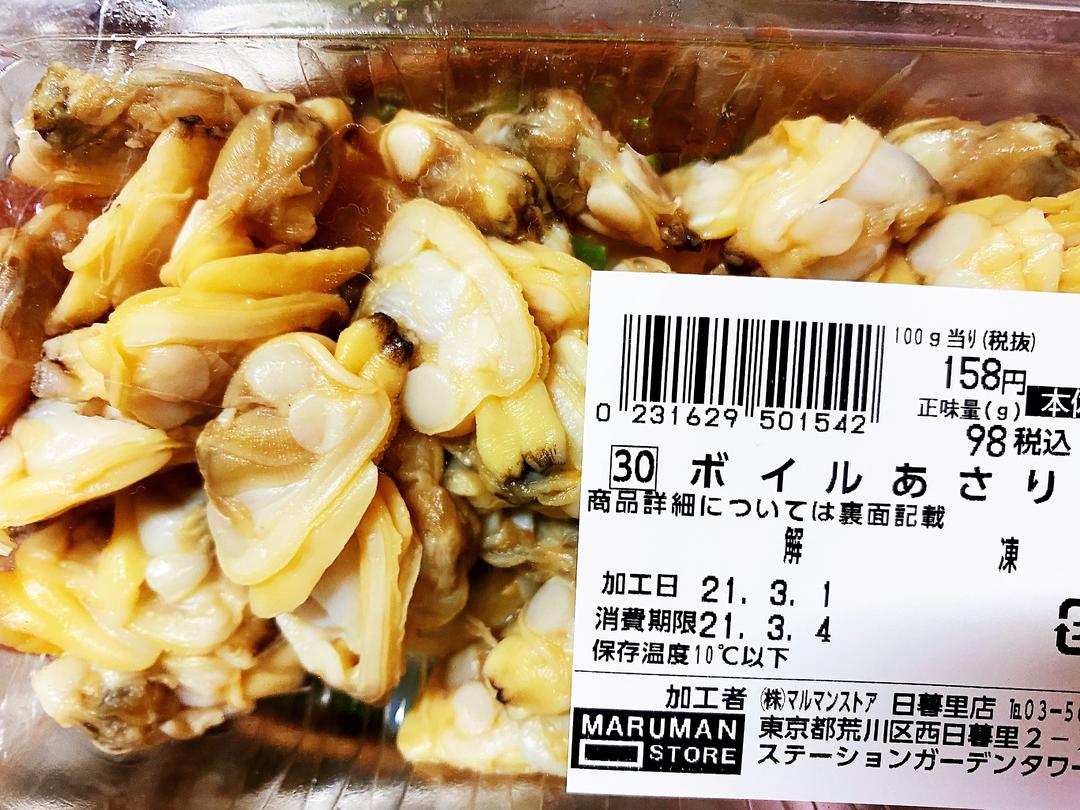 100g当り(税抜)
158円
正味量(g) 本
98 税込
0 231629 501542
30 ボイルあさり
商品詳細については裏面記載
解凍
加工日 21. 3. 1
消費期限21. 3. 4
保存温度10℃以下
加工者 ㈱マルマンストア 日暮里店 ℡03-5
MARUMAN STORE
東京都荒川区西日暮里2-
ステーションガーデンタワー